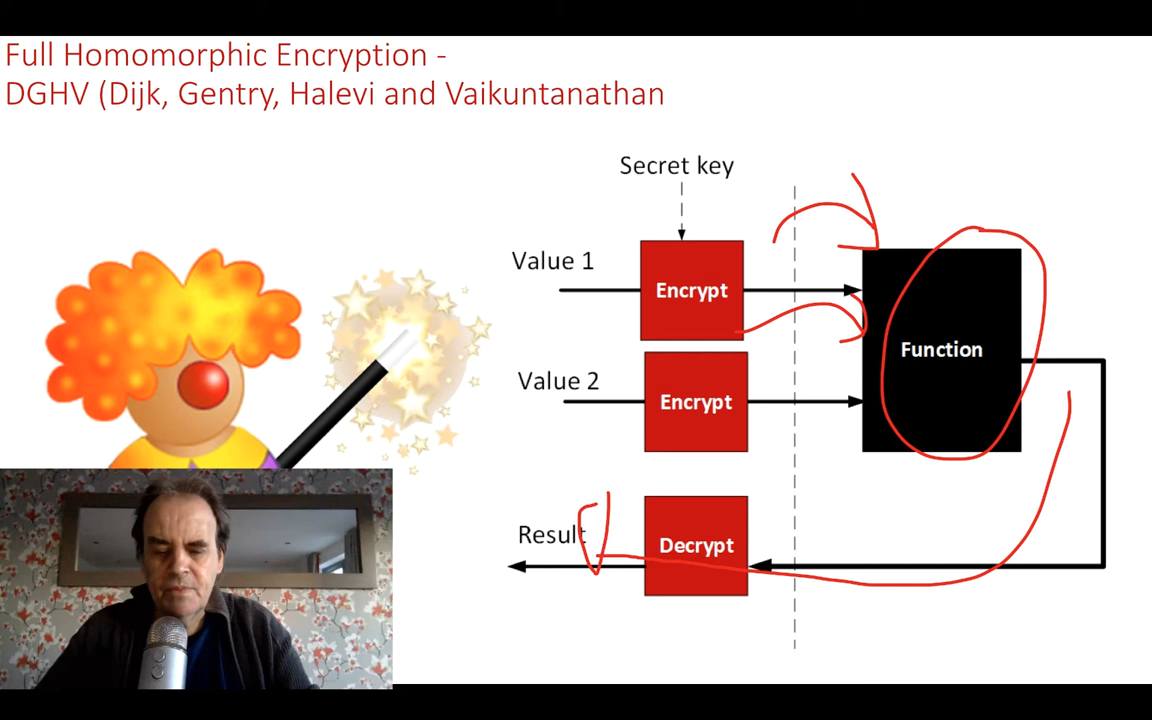 Full Homomorphic Encryption -
DGHV (Dijk, Gentry, Halevi and Vaikuntanathan
Secret key
Value 1
Encrypt
Function
Value 2
Encrypt
Result
Decrypt